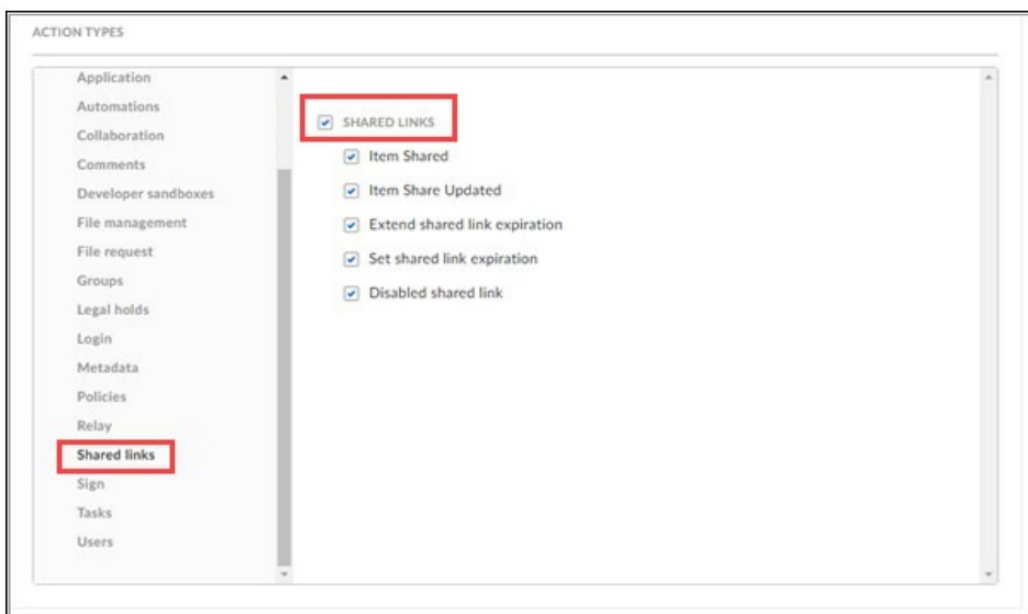 ACTION TYPES
Application
Automations
Collaboration
Comments
Developer sandboxes
File management
File request
Groups
Legal holds
Login
Metadata
Policies
Relay
Shared links
Sign
Tasks
Users
SHARED LINKS
Item Shared
Item Share Updated
Extend shared link expiration
Set shared link expiration
Disabled shared link